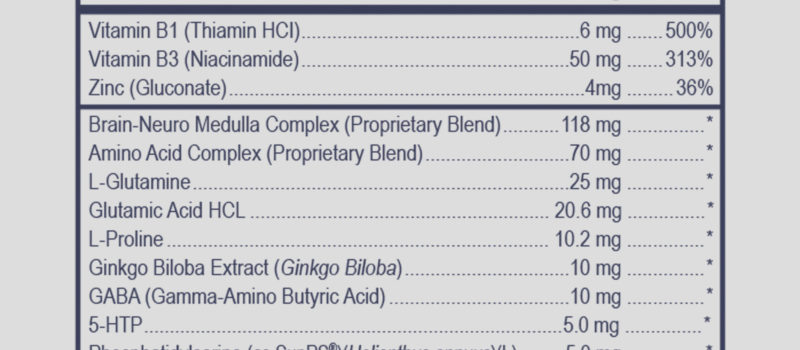 Vitamin B1 (Thiamin HCl)..........6 mg .......500%
Vitamin B3 (Niacinamide)..........50 mg .......313%
Zinc (Gluconate)..........4mg .......36%
Brain-Neuro Medulla Complex (Proprietary Blend)..........118 mg ..........*
Amino Acid Complex (Proprietary Blend)..........70 mg ..........*
L-Glutamine..........25 mg ..........*
Glutamic Acid HCL ..........20.6 mg ..........*
L-Proline..........10.2 mg ..........*
Ginkgo Biloba Extract (Ginkgo Biloba)..........10 mg ..........*
GABA (Gamma-Amino Butyric Acid)..........10 mg ..........*
5-HTP..........5.0 mg ..........*